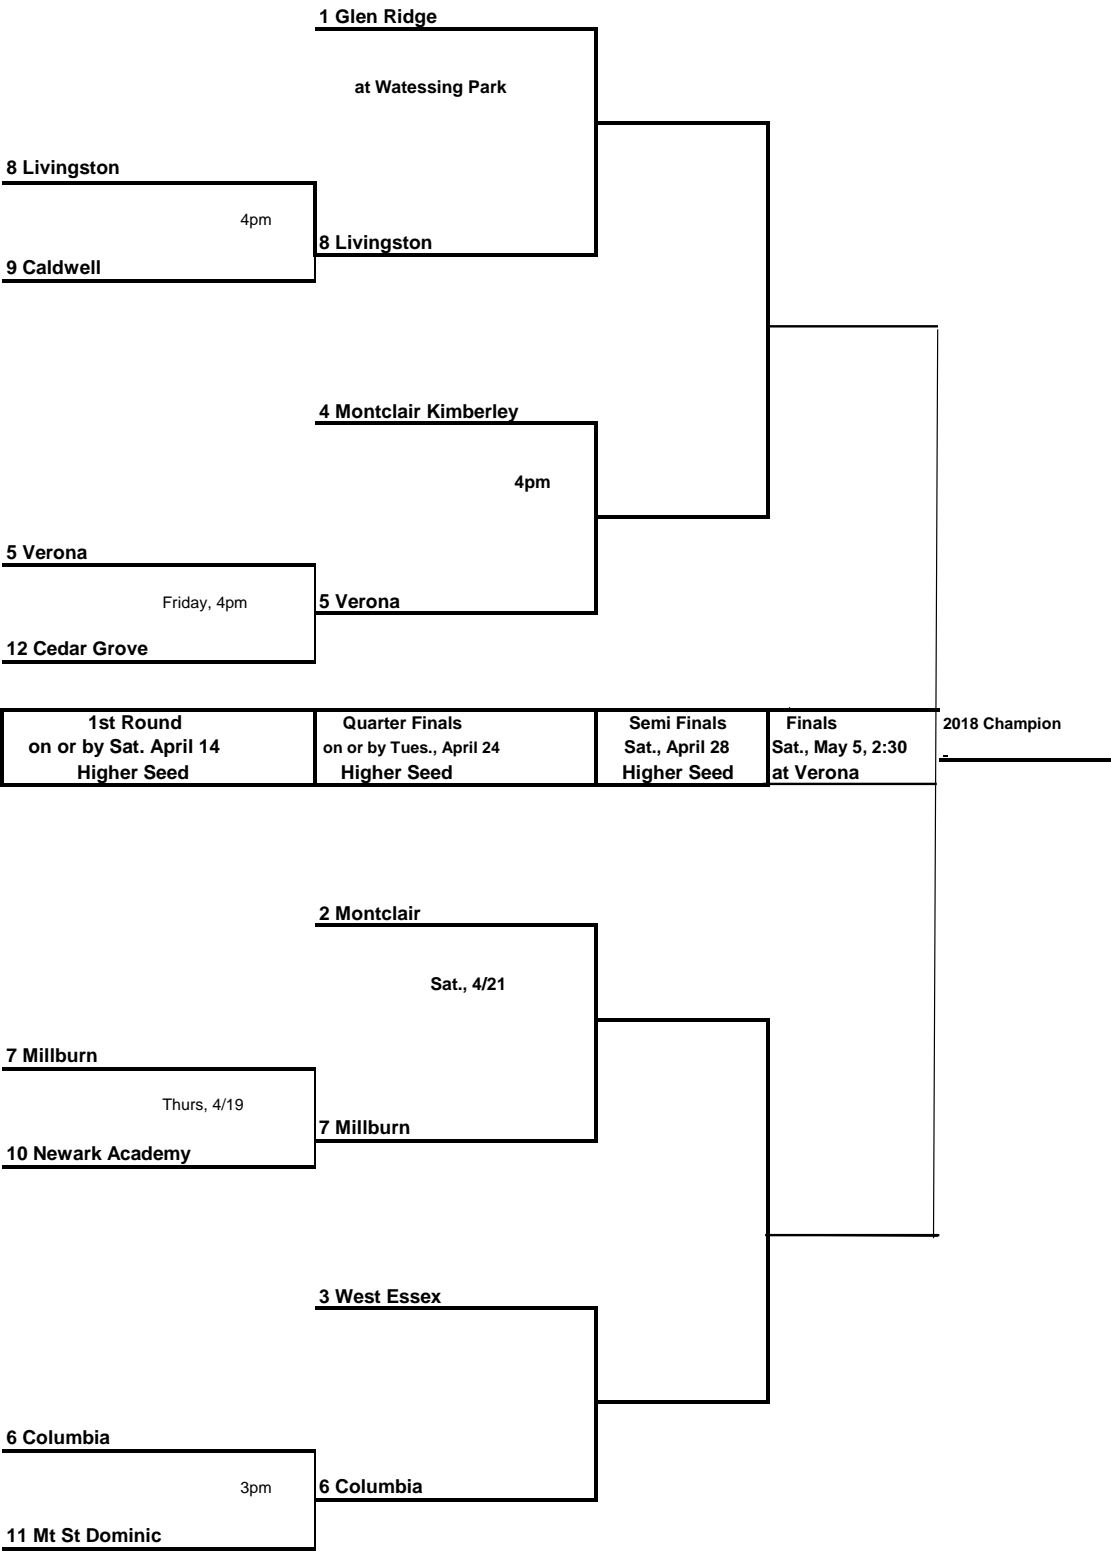 1 Glen Ridge
at Watessing Park
8 Livingston
4pm
8 Livingston
9 Caldwell
4 Montclair Kimberley
4pm
5 Verona
Friday, 4pm
5 Verona
12 Cedar Grove
1st Round
on or by Sat. April 14
Higher Seed
Quarter Finals
on or by Tues., April 24
Higher Seed
Semi Finals
Sat., April 28
Higher Seed
Finals
Sat., May 5, 2:30
at Verona
2018 Champion
-
2 Montclair
Sat., 4/21
7 Millburn
Thurs, 4/19
7 Millburn
10 Newark Academy
3 West Essex
6 Columbia
3pm
6 Columbia
11 Mt St Dominic